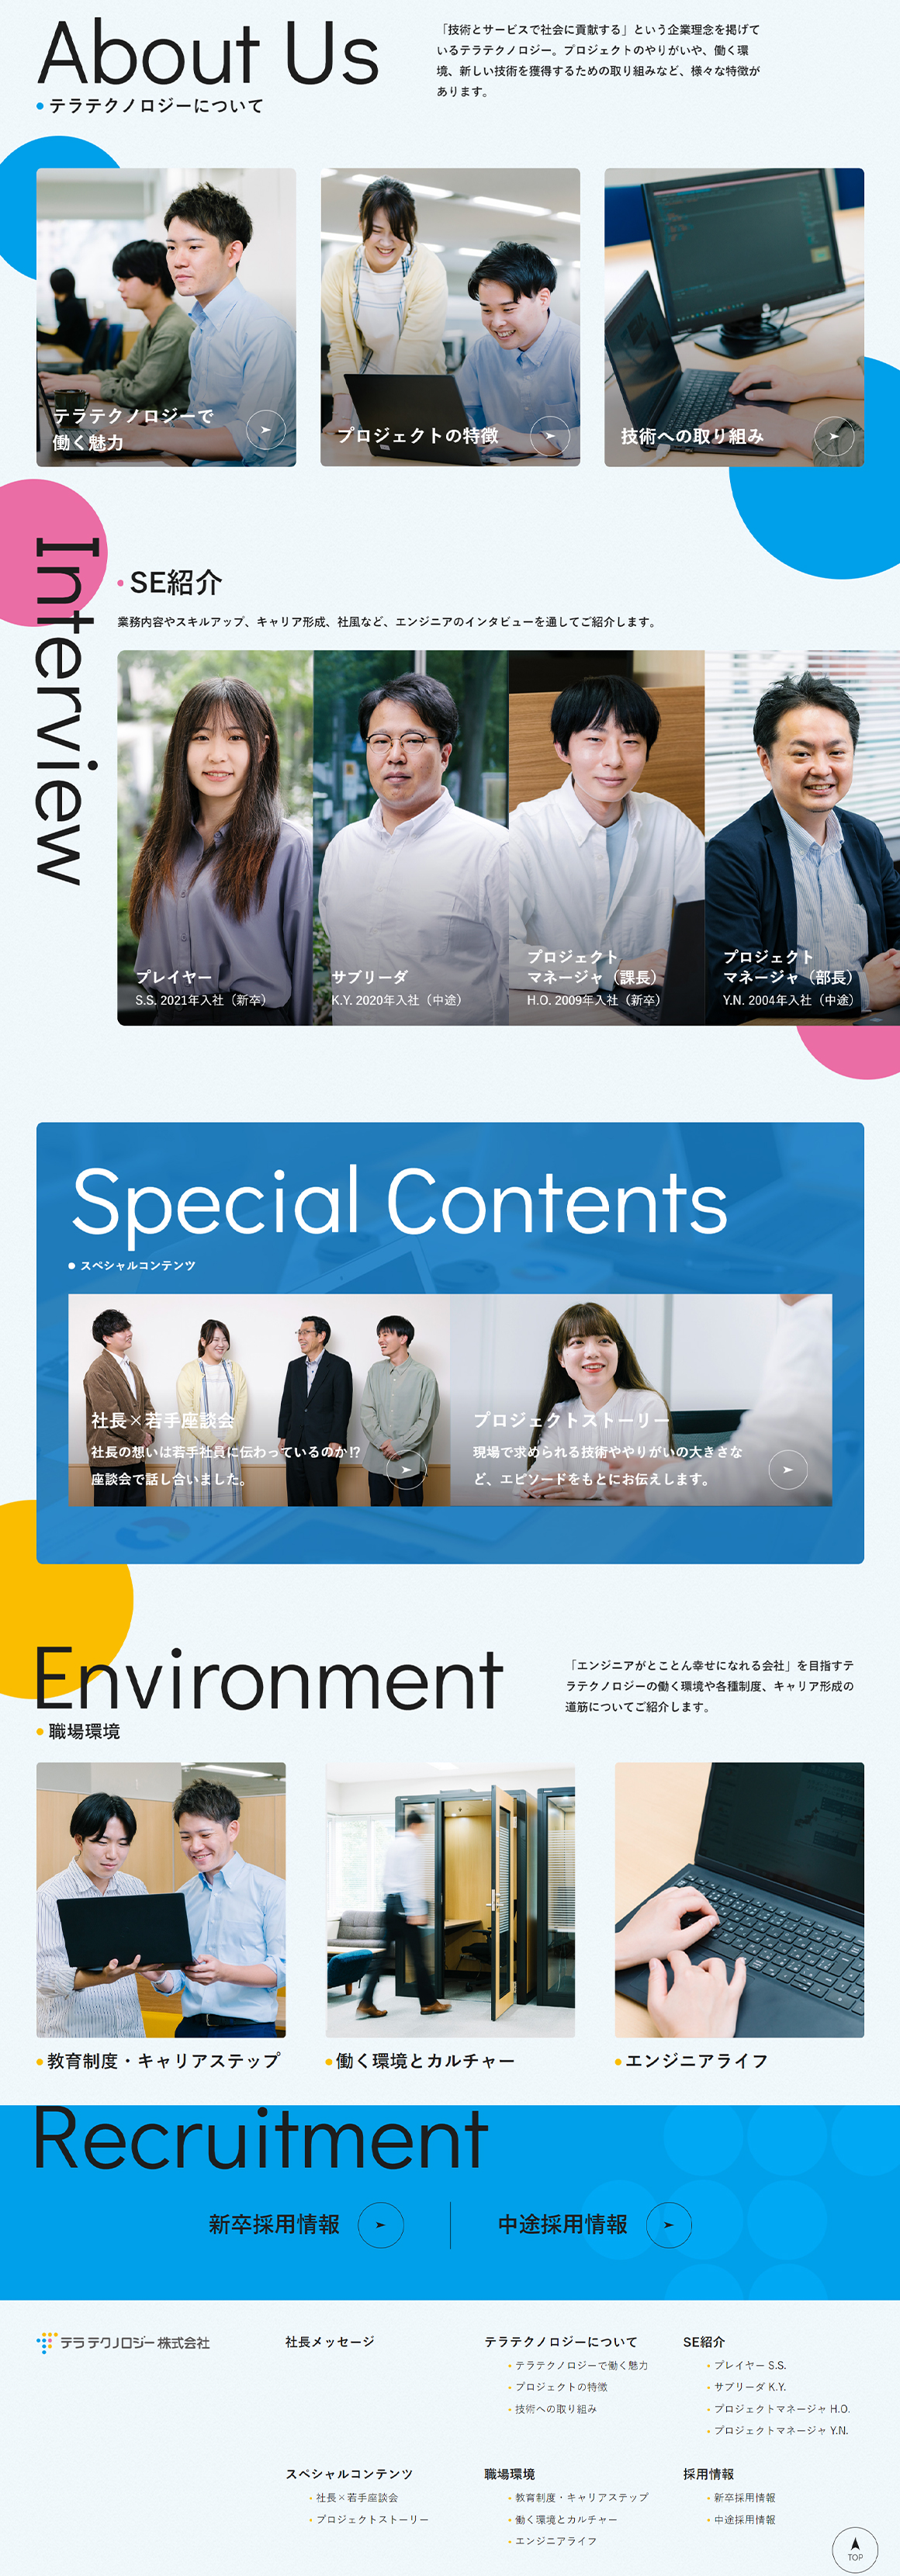 About Us
テラテクノロジーについて
「技術とサービスで社会に貢献する」という企業理念を掲げて
いるテラテクノロジー。プロジェクトのやりがいや、働く環
境、新しい技術を獲得するための取り組みなど、様々な特徴が
あります。
テラテクノロジーで
働く魅力
プロジェクトの特徴
技術への取り組み
Interview
SE紹介
業務内容やスキルアップ、キャリア形成、社風など、エンジニアのインタビューを通してご紹介します。
プレイヤー
S.S. 2021年入社（新卒）
サブリーダ
K.Y. 2020年入社（中途）
プロジェクト
マネージャ（課長）
H.O. 2009年入社（新卒）
プロジェクト
マネージャ（部長）
Y.N. 2004年入社（中途）
Special Contents
スペシャルコンテンツ
社長×若手座談会
社長の想いは若手社員に伝わっているのか!?
座談会で話し合いました。
プロジェクトストーリー
現場で求められる技術ややりがいの大きさな
ど、エピソードをもとにお伝えします。
Environment
職場環境
「エンジニアがとことん幸せになれる会社」を目指すテ
ラテクノロジーの働く環境や各種制度、キャリア形成の
道筋についてご紹介します。
教育制度・キャリアステップ
働く環境とカルチャー
エンジニアライフ
Recruitment
新卒採用情報
中途採用情報
テラテクノロジー株式会社
社長メッセージ
テラテクノロジーについて
テラテクノロジーで働く魅力
プロジェクトの特徴
技術への取り組み
SE紹介
プレイヤー S.S.
サブリーダ K.Y.
プロジェクトマネージャ H.O.
プロジェクトマネージャ Y.N.
スペシャルコンテンツ
社長×若手座談会
プロジェクトストーリー
職場環境
教育制度・キャリアステップ
働く環境とカルチャー
エンジニアライフ
採用情報
新卒採用情報
中途採用情報
TOP